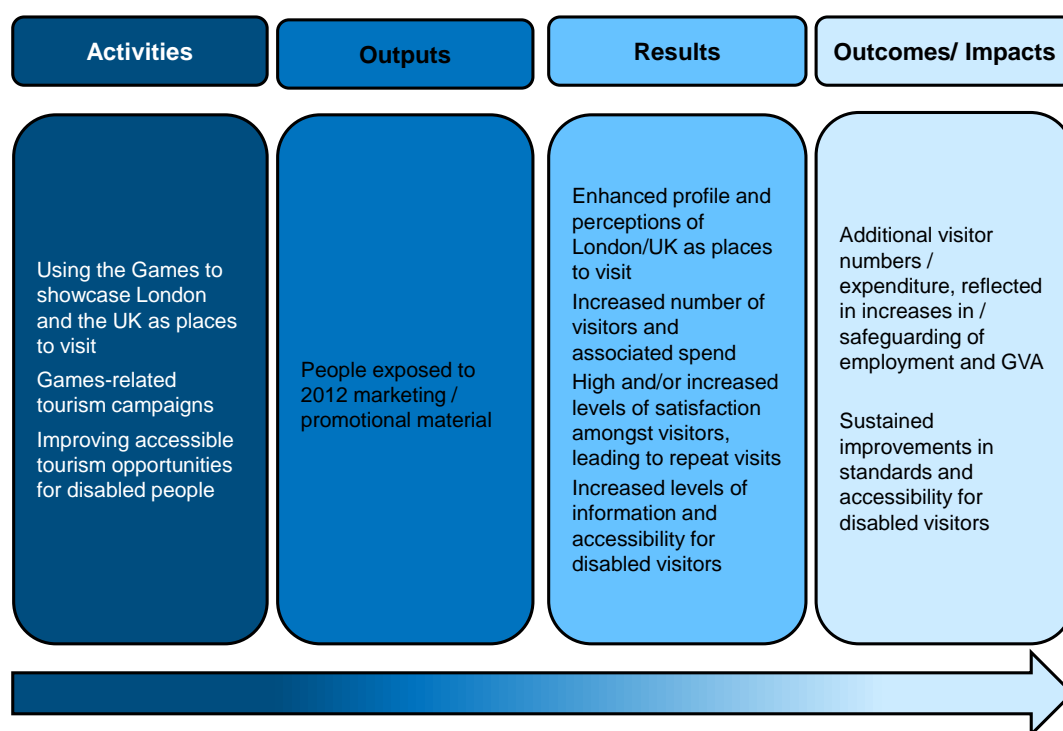 Activities
Outputs
Results
Outcomes/ Impacts
Using the Games to
showcase London
and the UK as places
to visit
Games-related
tourism campaigns
Improving accessible
tourism opportunities
for disabled people
People exposed to
2012 marketing /
promotional material
Enhanced profile and
perceptions of
London/UK as places
to visit
Increased number of
visitors and
associated spend
High and/or increased
levels of satisfaction
amongst visitors,
leading to repeat visits
Increased levels of
information and
accessibility for
disabled visitors
Additional visitor
numbers /
expenditure, reflected
in increases in /
safeguarding of
employment and GVA
Sustained
improvements in
standards and
accessibility for
disabled visitors